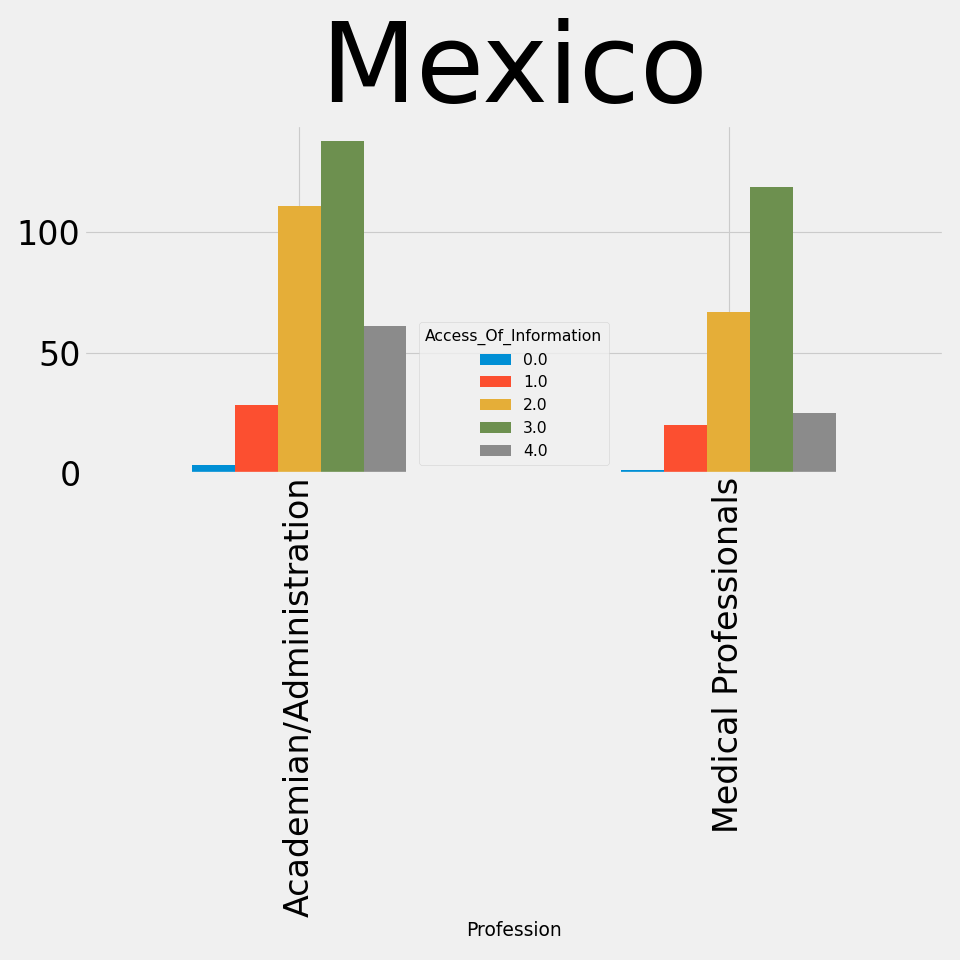 Mexico
100
50
0
Access_Of_Information
0.0
1.0
2.0
3.0
4.0
Academian/Administration
Medical Professionals
Profession